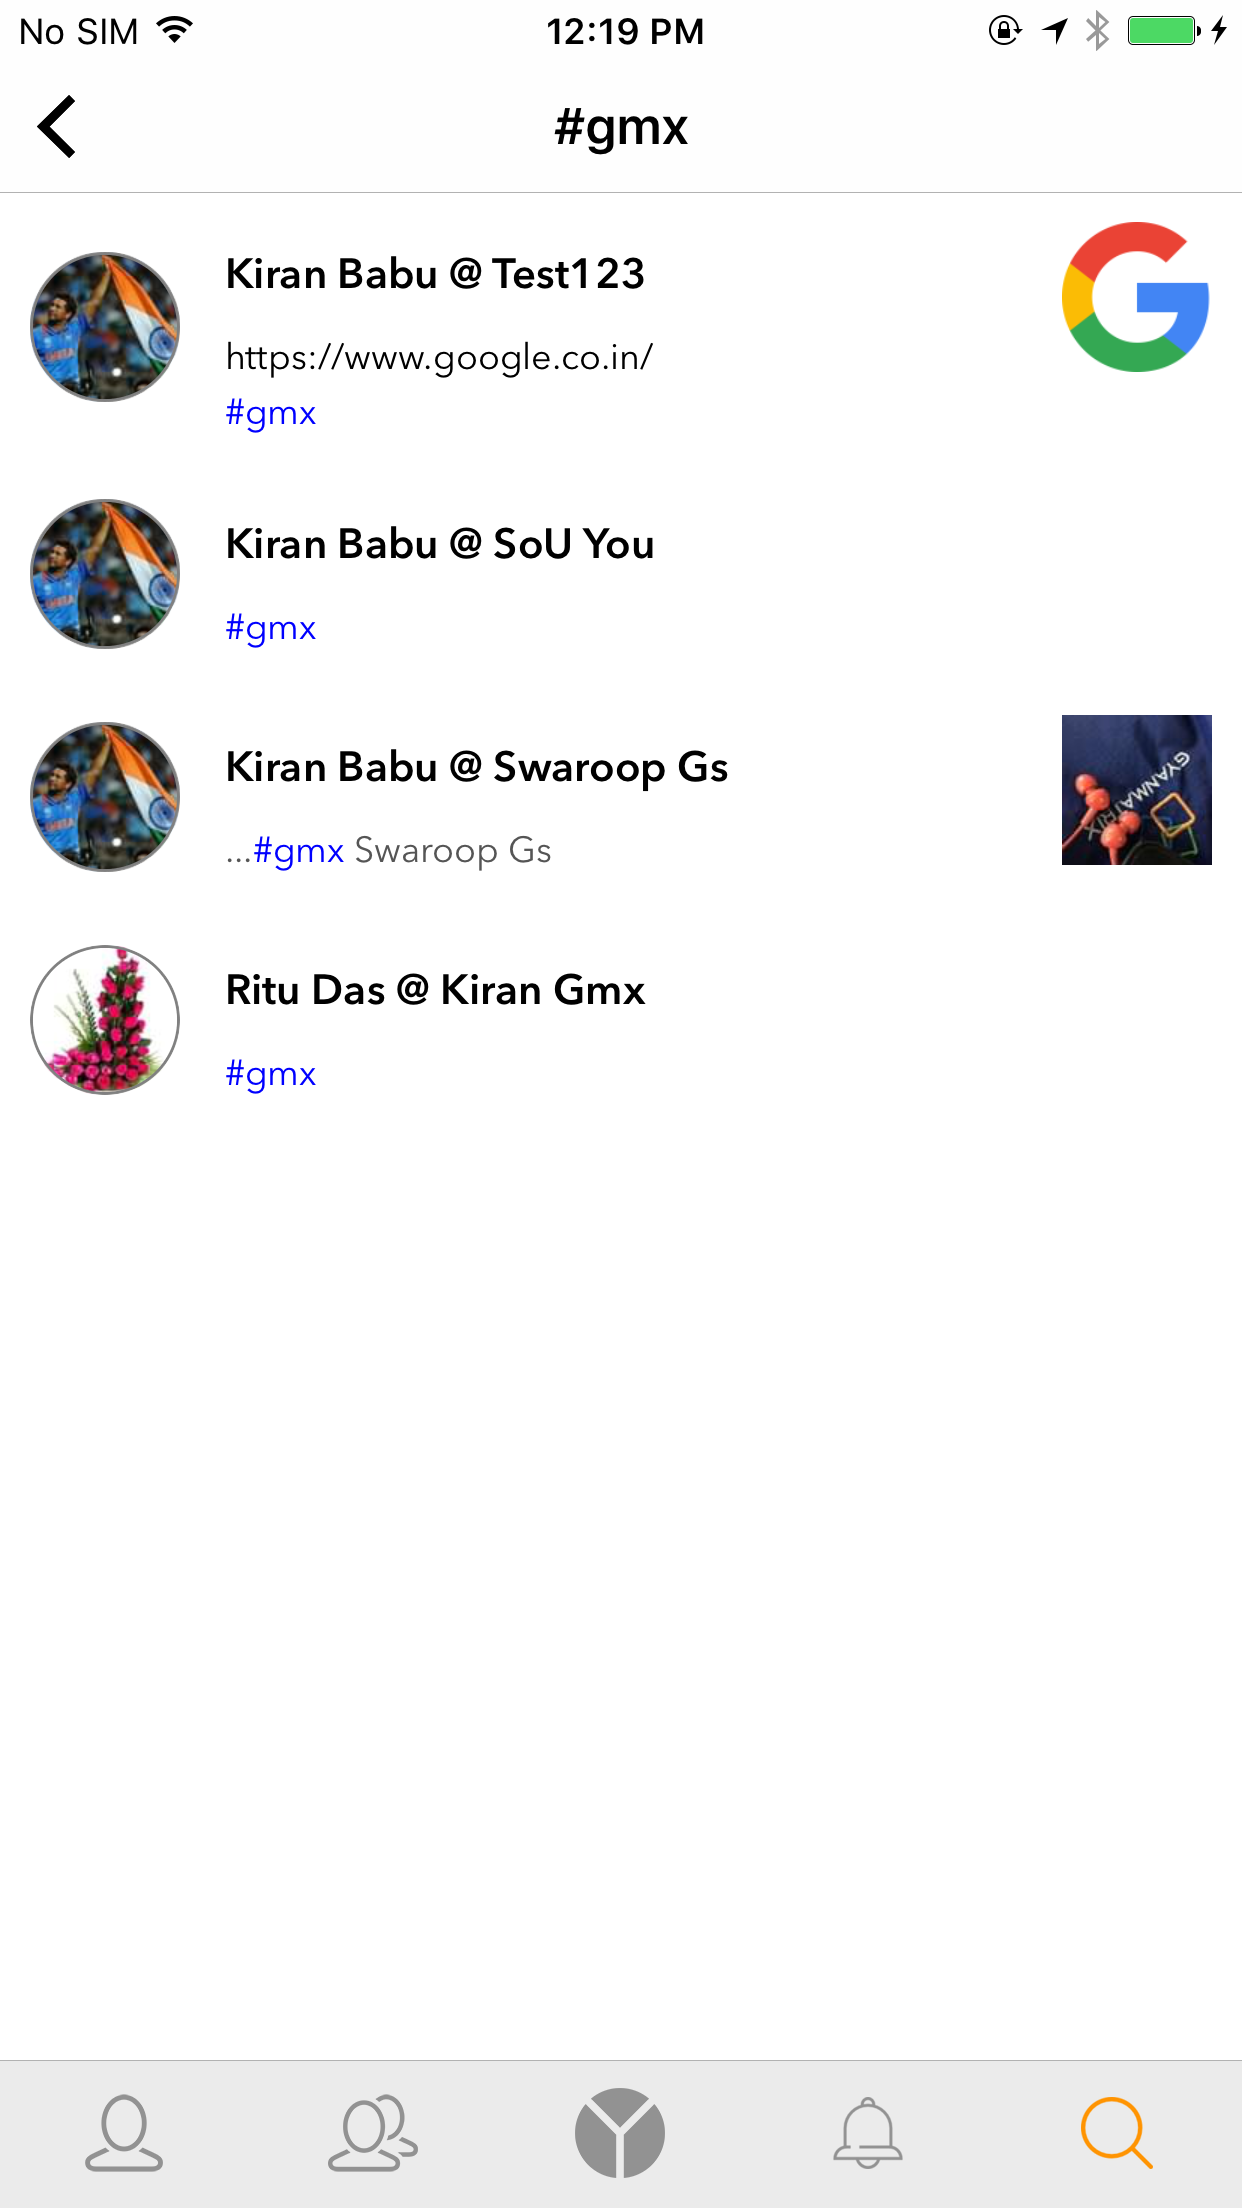 No SIM 12:19 PM
#gmx
Kiran Babu @ Test123
https://www.google.co.in/
#gmx
Kiran Babu @ SoU You
#gmx
Kiran Babu @ Swaroop Gs
...#gmx Swaroop Gs
GYANMATRIX
Ritu Das @ Kiran Gmx
#gmx